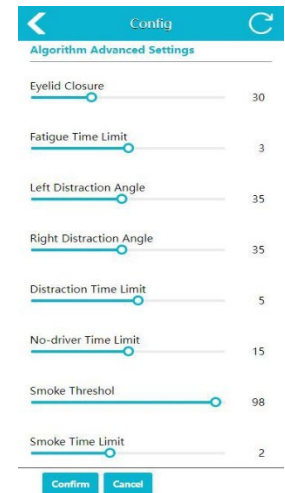 Config
Algorithm Advanced Settings
Eyelid Closure
30
Fatigue Time Limit
3
Left Distraction Angle
35
Right Distraction Angle
35
Distraction Time Limit
5
No-driver Time Limit
15
Smoke Threshol
98
Smoke Time Limit
2
Confirm Cancel